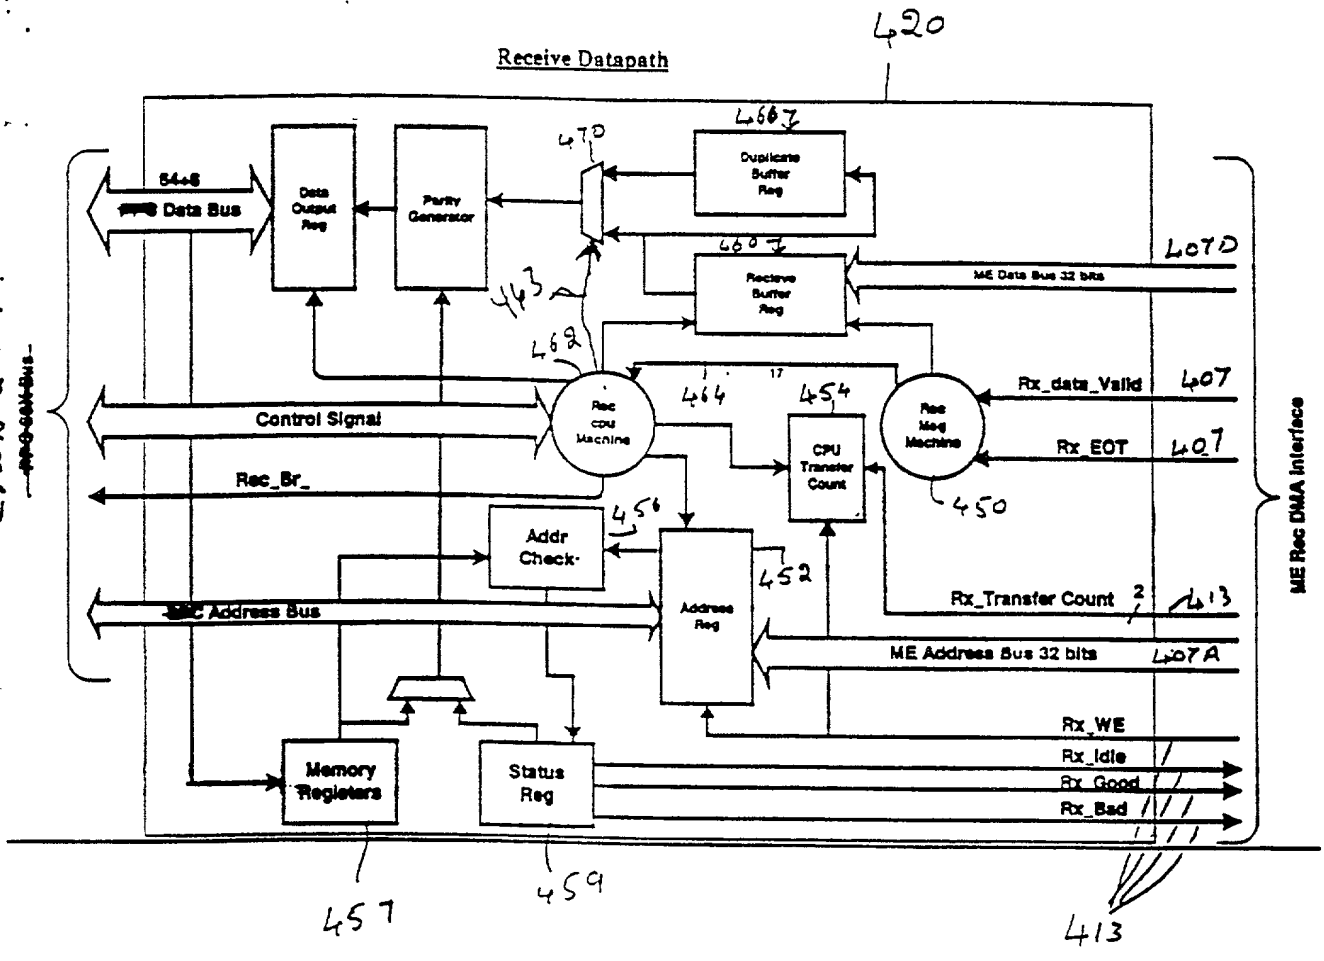 420
Receive Datapath
466
470
Duplicate
Buffer
Reg
64+8
Data Bus
Data
Output
Reg
Parity
Generator
460
407D
ME Data Bus 32 bits
Recieve
Buffer
Reg
443
462
464
17
454
Rx_data_Valid
407
Control Signal
Rec
cpu
Machine
Rec
Msg
Machine
CPU
Transfer
Count
Rx_EOT
407
Rec_Br_
450
456
Addr
Check
452
ME Rec DMA Interface
Rx_Transfer Count
2
413
Address Bus
Address
Reg
ME Address Bus 32 bits
407A
Rx_WE
Rx_Idle
Rx_Good
Rx_Bad
Memory
Registers
Status
Reg
457
459
413